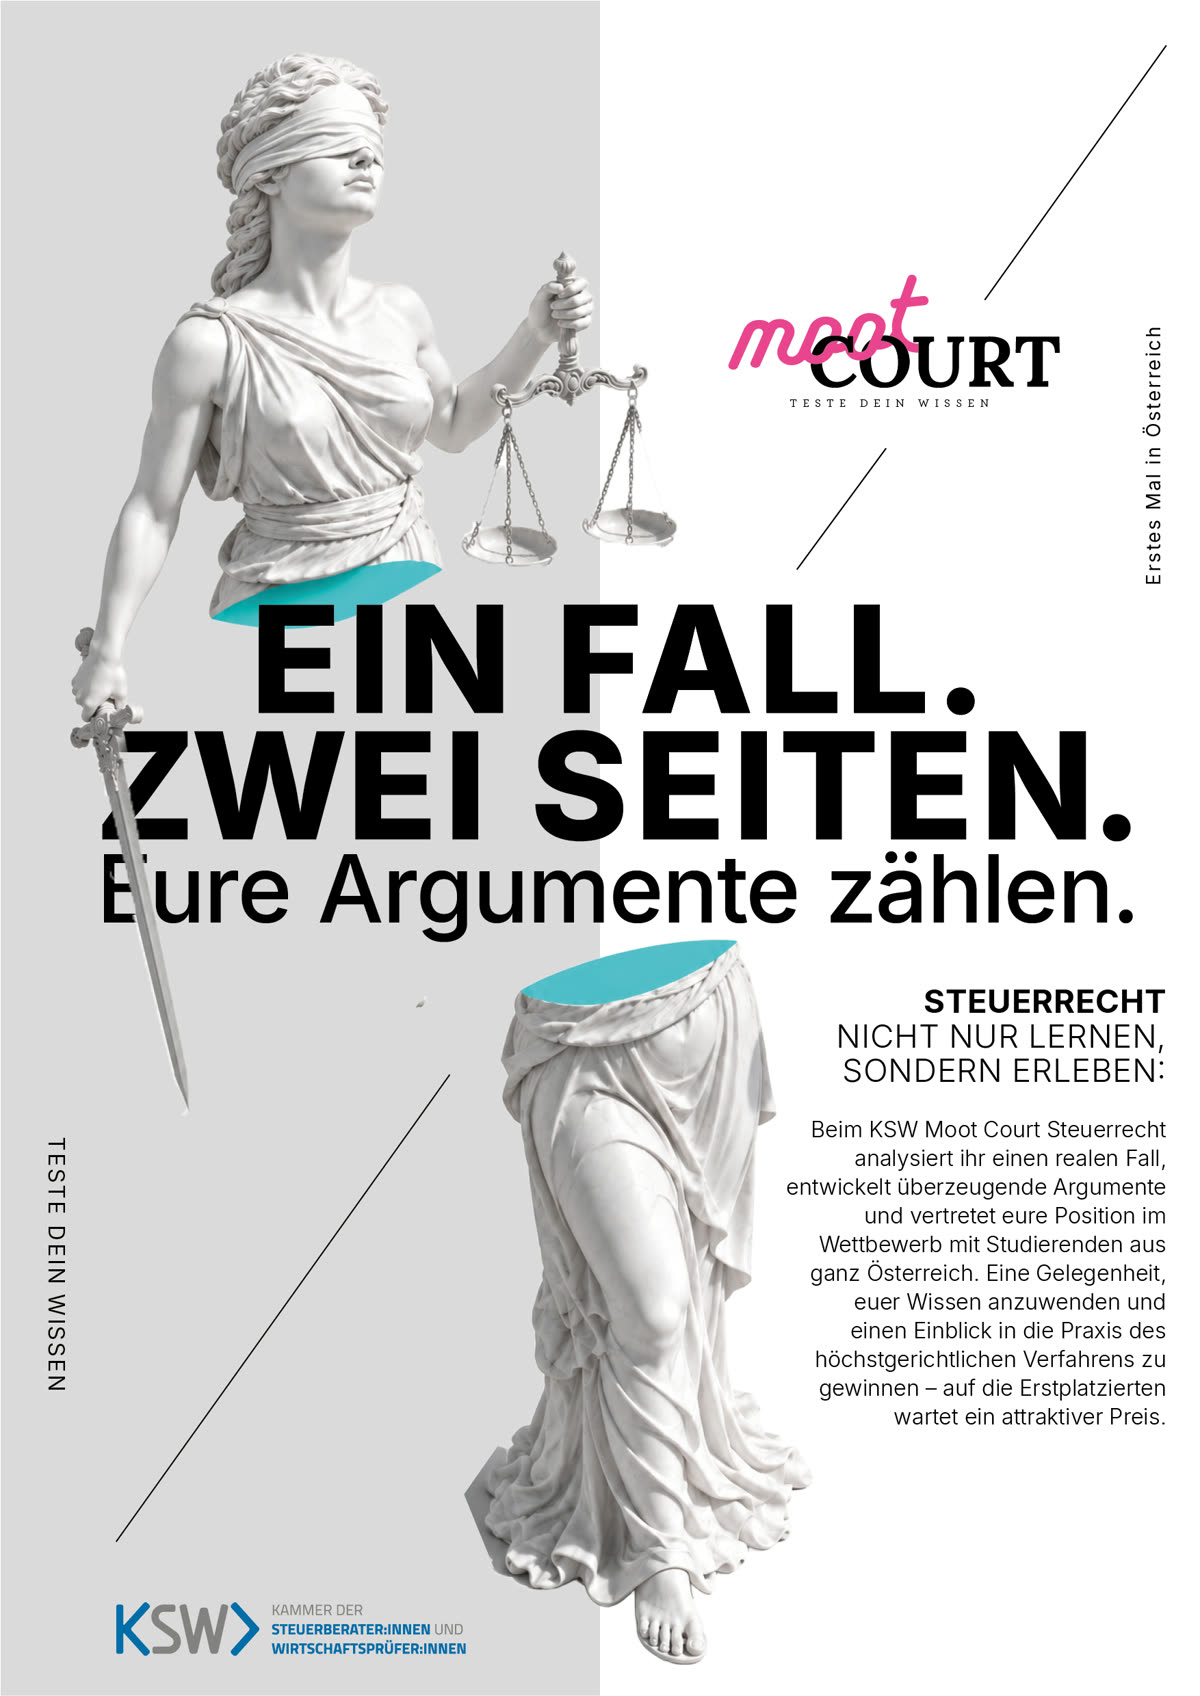 moot
COURT
TESTE DEIN WISSEN
Erstes Mal in Österreich
EIN FALL.
ZWEI SEITEN.
Eure Argumente zählen.
STEUERRECHT
NICHT NUR LERNEN,
SONDERN ERLEBEN:
Beim KSW Moot Court Steuerrecht
analysiert ihr einen realen Fall,
entwickelt überzeugende Argumente
und vertretet eure Position im
Wettbewerb mit Studierenden aus
ganz Österreich. Eine Gelegenheit,
euer Wissen anzuwenden und
einen Einblick in die Praxis des
höchstgerichtlichen Verfahrens zu
gewinnen – auf die Erstplatzierten
wartet ein attraktiver Preis.
TESTE DEIN WISSEN
KSW
KAMMER DER
STEUERBERATER:INNEN UND
WIRTSCHAFTSPRÜFER:INNEN